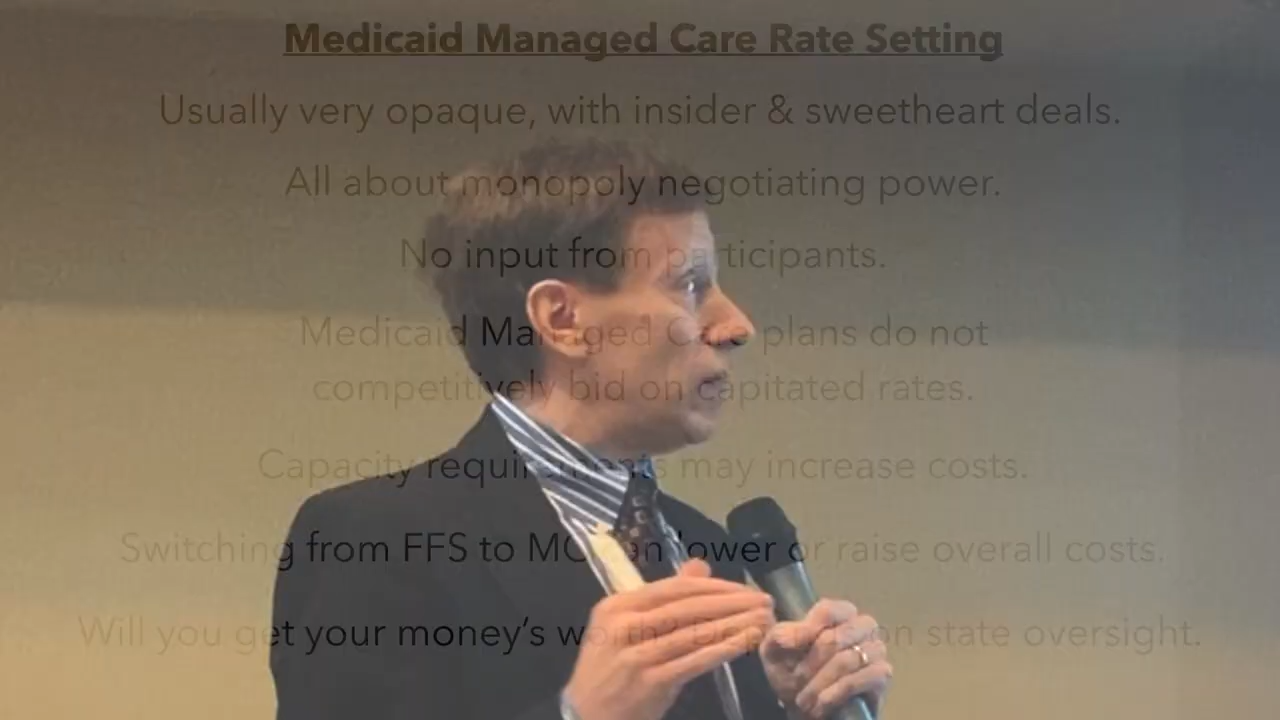 Medicaid Managed Care Rate Setting
Usually very opaque, with insider & sweetheart deals.
All about monopoly negotiating power.
No input from participants.
Medicaid Managed Care plans do not
competitively bid on capitated rates.
Capacity requirements may increase costs.
Switching from FFS to MC can lower or raise overall costs.
Will you get your money's worth? Depends on state oversight.